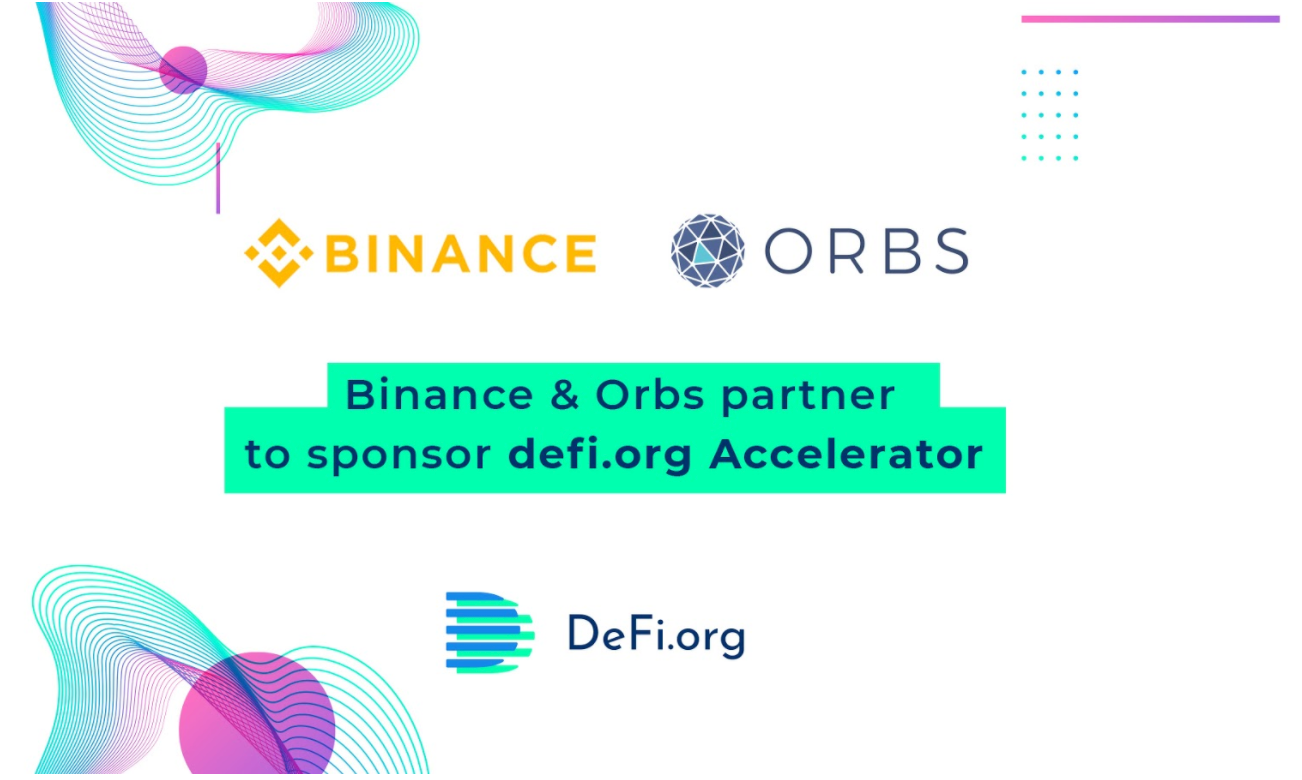 BINANCE ORBS
Binance & Orbs partner
to sponsor defi.org Accelerator
DeFi.org